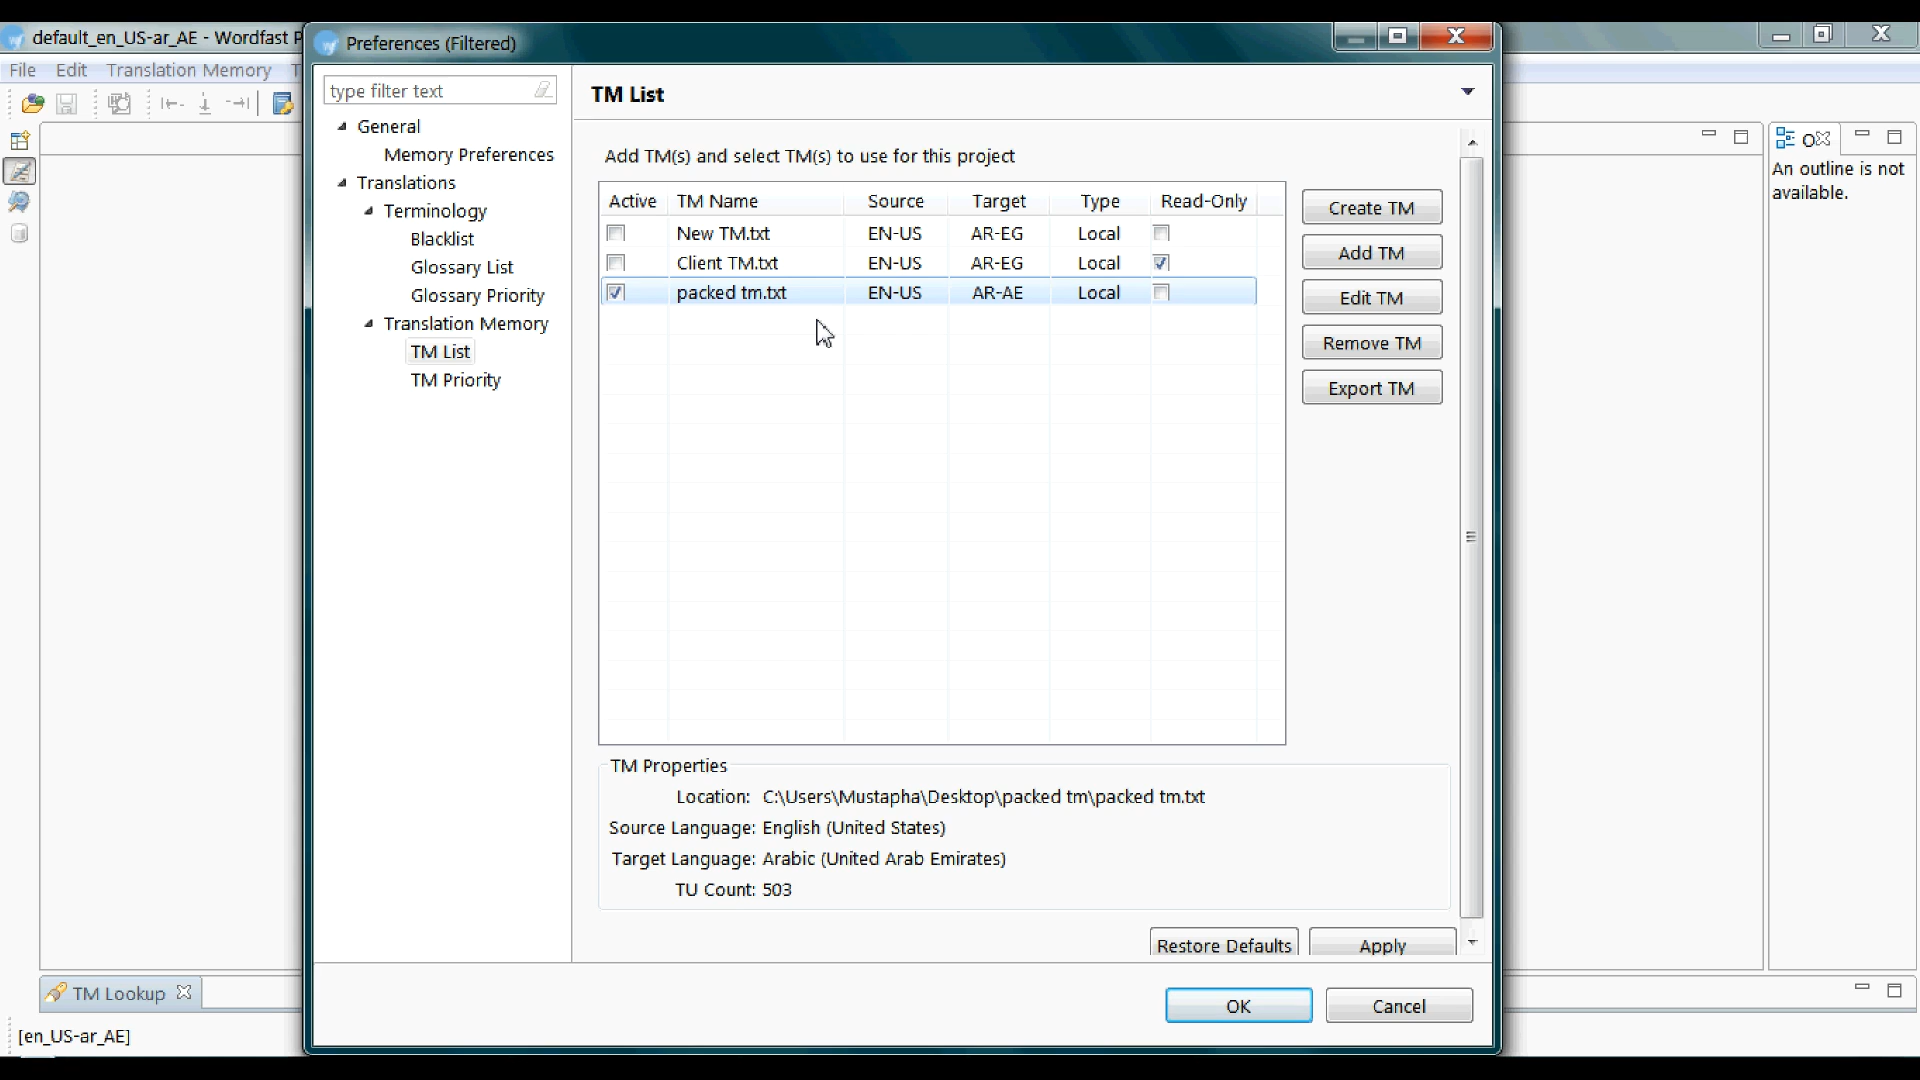 default_en_US-ar_AE - Wordfast P
Preferences (Filtered)
File Edit Translation Memory T
type filter text
General
Memory Preferences
Translations
Terminology
Blacklist
Glossary List
Glossary Priority
Translation Memory
TM List
TM Priority
TM List
Add TM(s) and select TM(s) to use for this project
Active TM Name Source Target Type Read-Only
New TM.txt EN-US AR-EG Local
Client TM.txt EN-US AR-EG Local
packed tm.txt EN-US AR-AE Local
Create TM
Add TM
Edit TM
Remove TM
Export TM
TM Properties
Location: C:\Users\Mustapha\Desktop\packed tm\packed tm.txt
Source Language: English (United States)
Target Language: Arabic (United Arab Emirates)
TU Count: 503
Restore Defaults Apply
OK Cancel
O
An outline is not
available.
TM Lookup
[en_US-ar_AE]